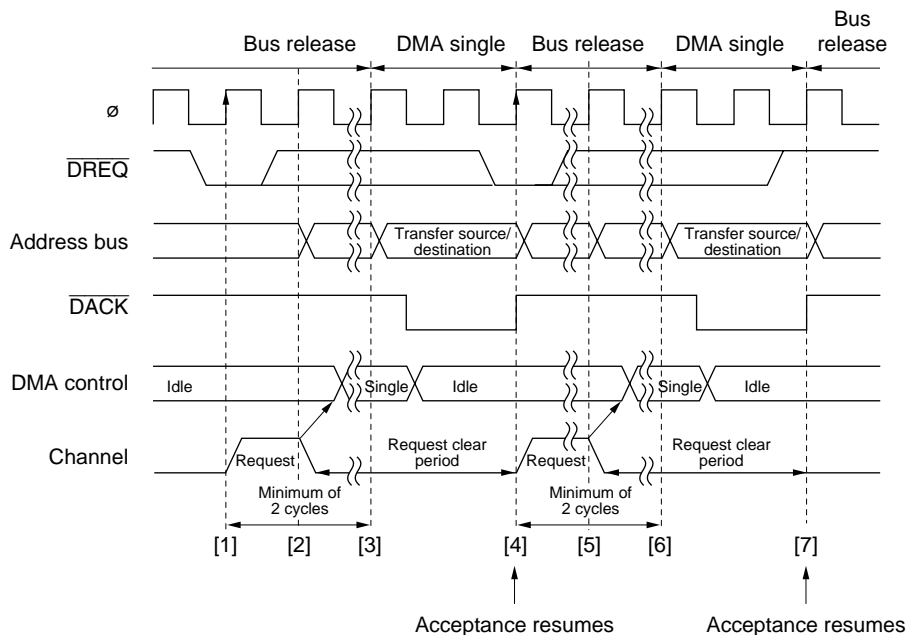 Bus release
DMA single
Bus release
DMA single
Bus
release
ø
DREQ
Address bus
Transfer source/
destination
Transfer source/
destination
DACK
DMA control
Idle
Single
Idle
Single
Idle
Channel
Request
Request clear
period
Request
Request clear
period
Minimum of
2 cycles
Minimum of
2 cycles
[1]
[2]
[3]
[4]
[5]
[6]
[7]
Acceptance resumes
Acceptance resumes